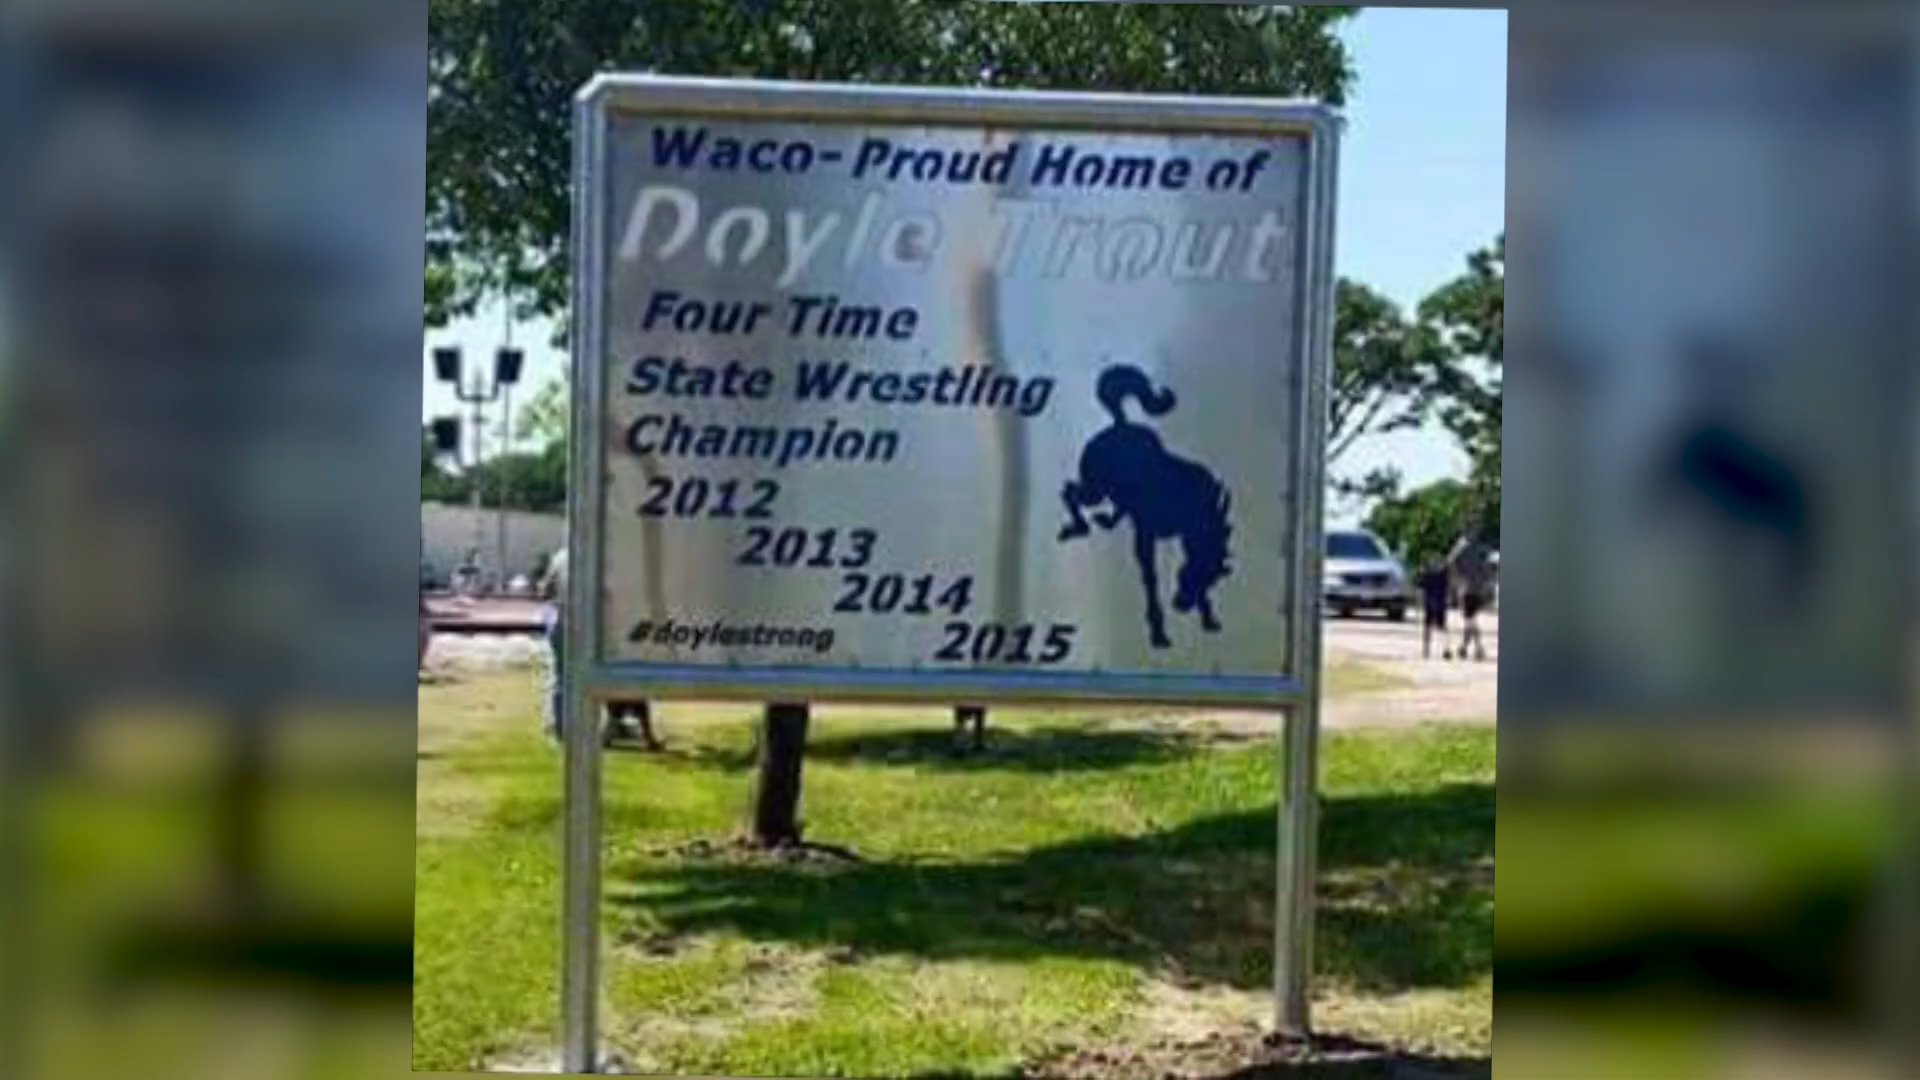 Waco-Proud Home of
Doyle Trout
Four Time
State Wrestling
Champion
2012
2013
2014
2015
#doylestrong